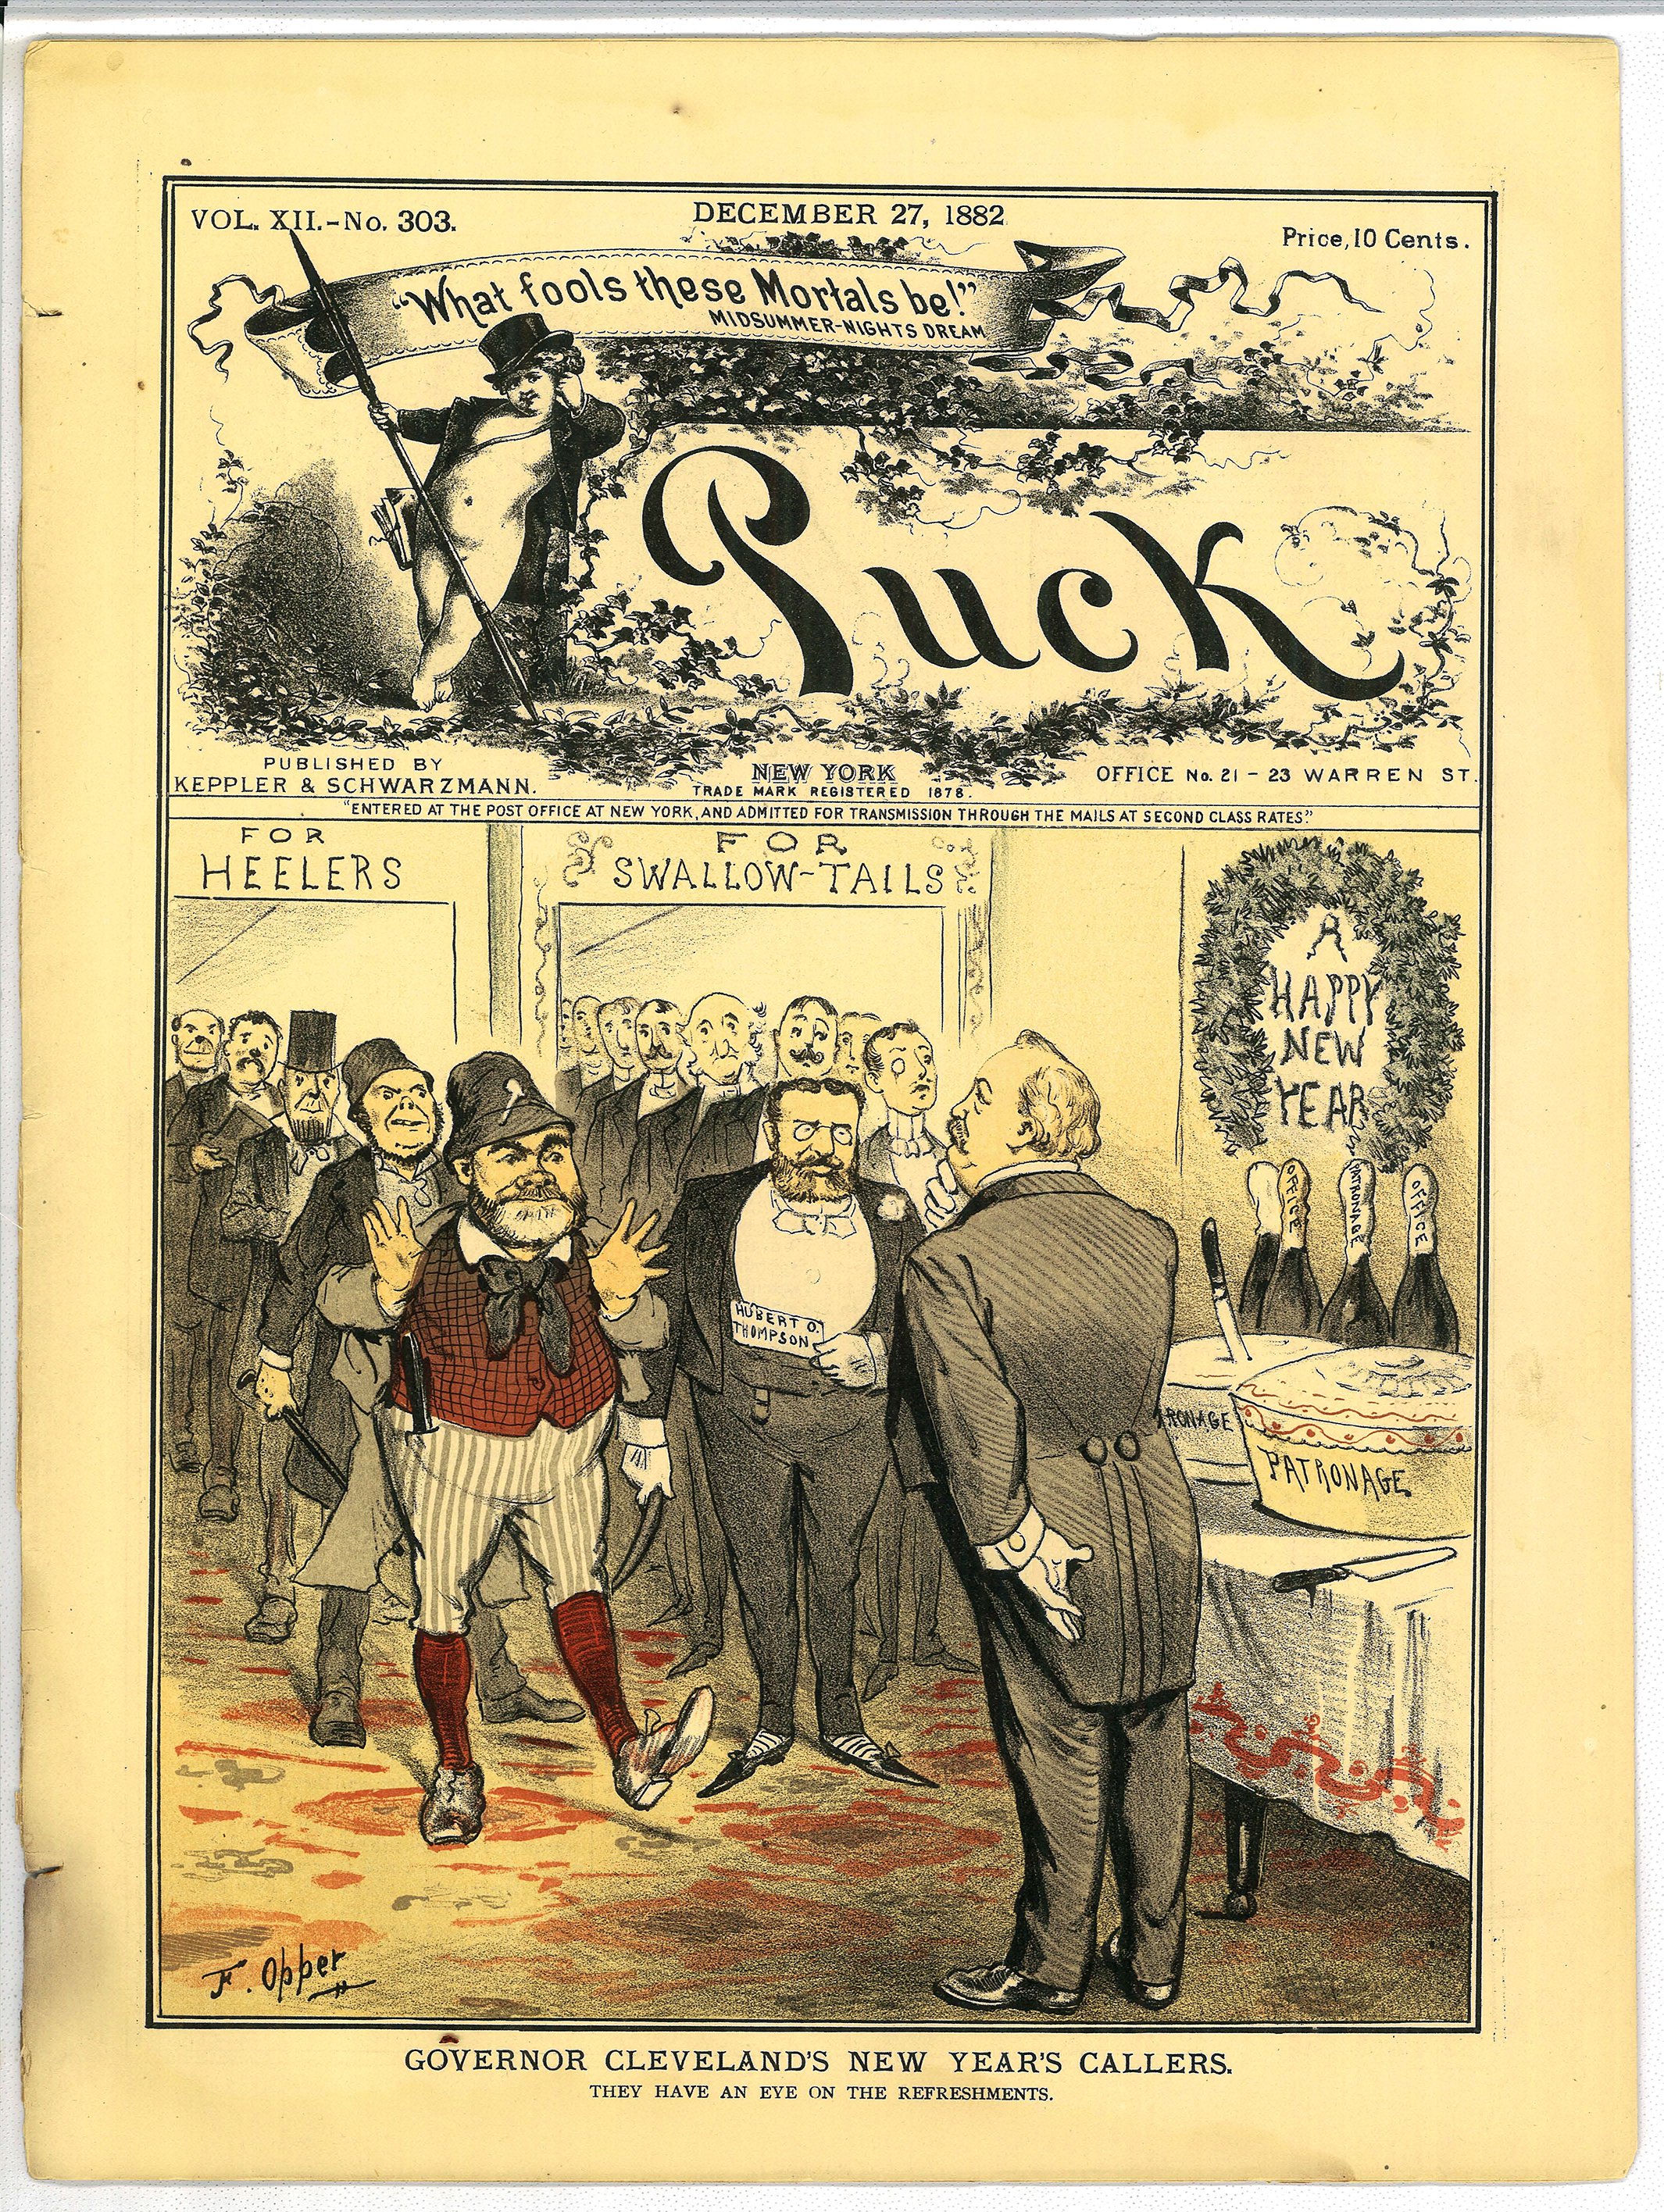 VOL. XII.-No. 303.
DECEMBER 27, 1882
Price, 10 Cents.
"What fools these Mortals be!"
MIDSUMMER-NIGHTS DREAM
Puck
PUBLISHED BY
KEPPLER & SCHWARZMANN.
NEW YORK
TRADE MARK REGISTERED 1878.
OFFICE No. 21 - 23 WARREN ST.
"ENTERED AT THE POST OFFICE AT NEW YORK, AND ADMITTED FOR TRANSMISSION THROUGH THE MAILS AT SECOND CLASS RATES."
FOR
HEELERS
FOR
SWALLOW-TAILS
A
HAPPY
NEW
YEAR
OFFICE
PATRONAGE
OFFICE
HUBERT O.
THOMPSON
RONAGE
PATRONAGE
F. Opper
GOVERNOR CLEVELAND'S NEW YEAR'S CALLERS.
THEY HAVE AN EYE ON THE REFRESHMENTS.